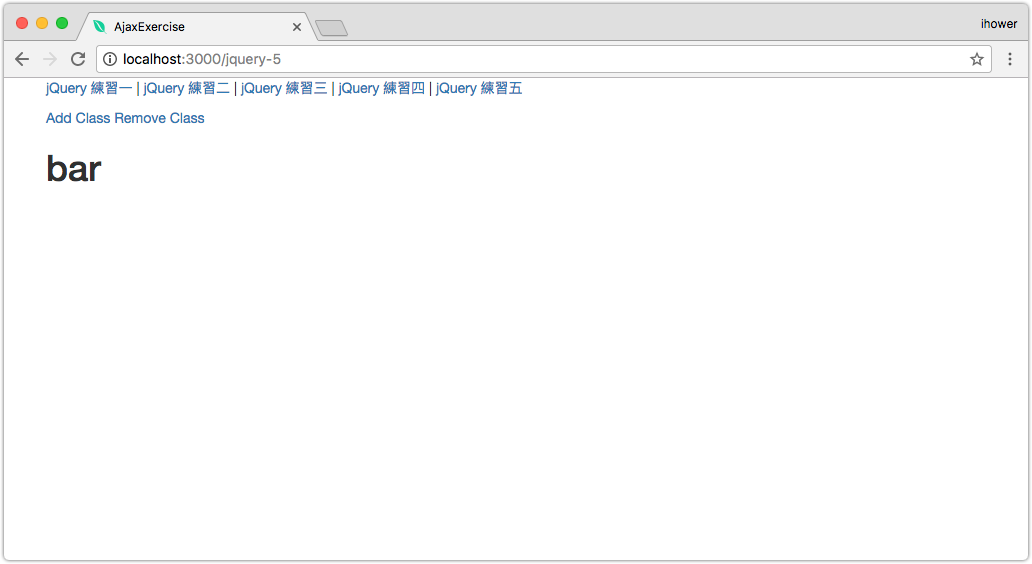 AjaxExercise
ihower
localhost:3000/jquery-5
jQuery 練習一 | jQuery 練習二 | jQuery 練習三 | jQuery 練習四 | jQuery 練習五
Add Class Remove Class
bar